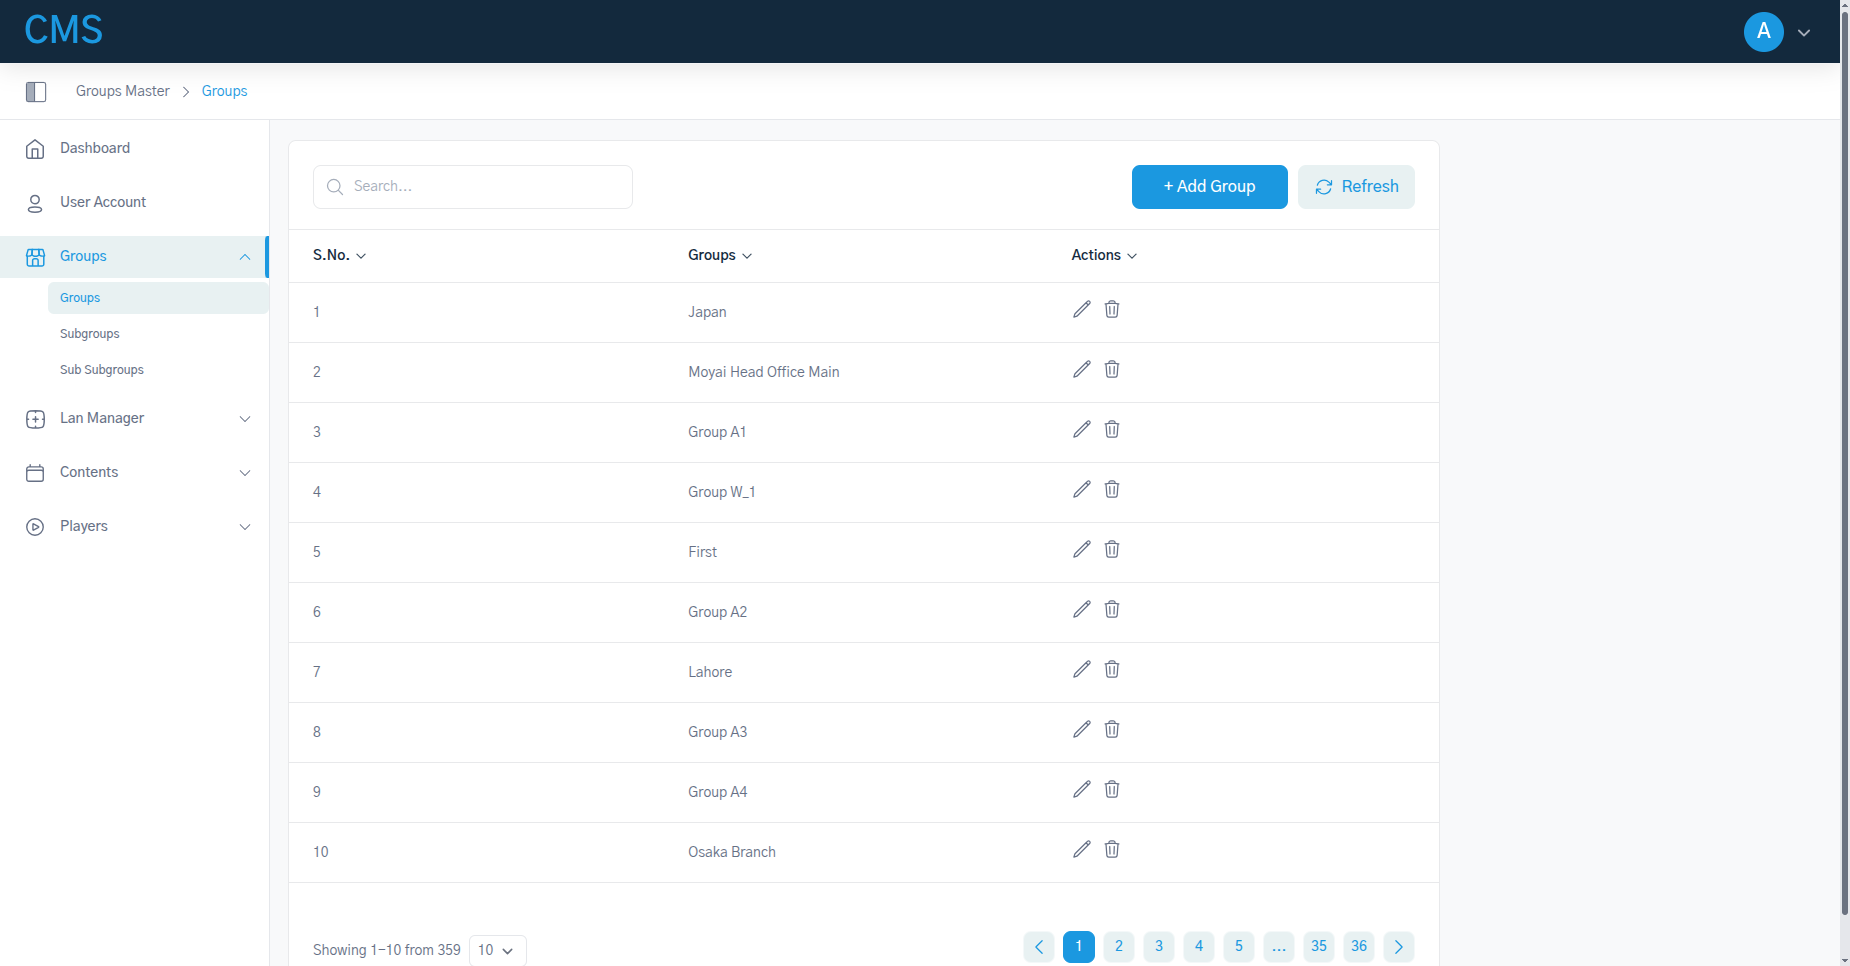 CMS
A
Groups Master > Groups
Dashboard
User Account
Groups
Groups
Subgroups
Sub Subgroups
Lan Manager
Contents
Players
Search...
+ Add Group
Refresh
S.No. Groups Actions
1 Japan
2 Moyai Head Office Main
3 Group A1
4 Group W_1
5 First
6 Group A2
7 Lahore
8 Group A3
9 Group A4
10 Osaka Branch
Showing 1-10 from 359 10
1 2 3 4 5 ... 35 36